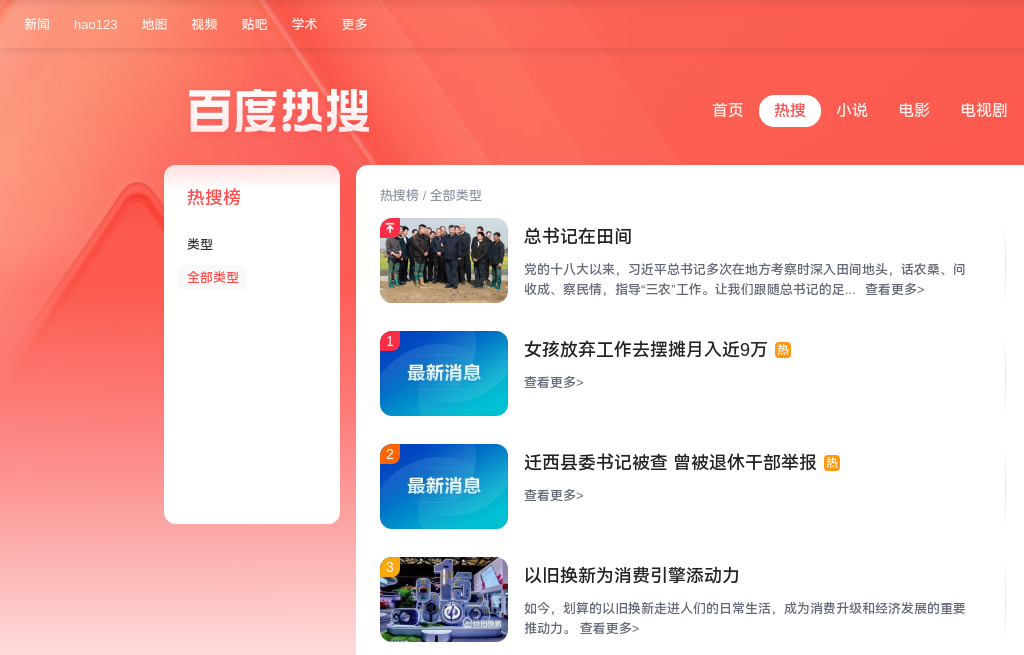 新闻 hao123 地图 视频 贴吧 学术 更多
百度热搜
首页 热搜 小说 电影 电视剧
热搜榜
类型
全部类型
热搜榜 / 全部类型
总书记在田间
党的十八大以来，习近平总书记多次在地方考察时深入田间地头，话农桑、问
收成、察民情，指导“三农”工作。让我们跟随总书记的足... 查看更多>
1
最新消息
女孩放弃工作去摆摊月入近9万 热
查看更多>
2
最新消息
迁西县委书记被查 曾被退休干部举报 热
查看更多>
3
以旧换新
以旧换新为消费引擎添动力
如今，划算的以旧换新走进人们的日常生活，成为消费升级和经济发展的重要
推动力。 查看更多>